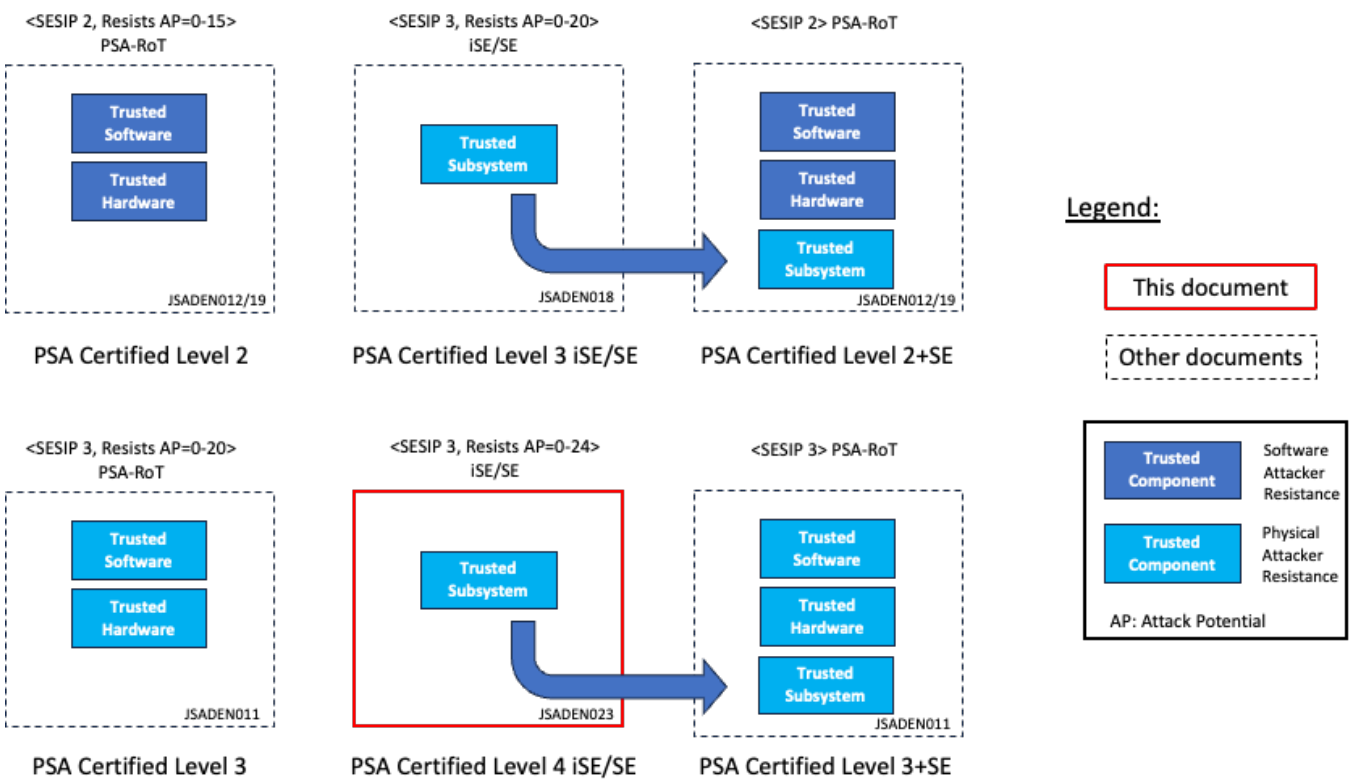 <SESIP 2, Resists AP=0-15>
PSA-RoT
Trusted
Software
Trusted
Hardware
JSADEN012/19
PSA Certified Level 2
<SESIP 3, Resists AP=0-20>
iSE/SE
Trusted
Subsystem
JSADEN018
PSA Certified Level 3 iSE/SE
<SESIP 2> PSA-RoT
Trusted
Software
Trusted
Hardware
Trusted
Subsystem
JSADEN012/19
PSA Certified Level 2+SE
<SESIP 3, Resists AP=0-20>
PSA-RoT
Trusted
Software
Trusted
Hardware
JSADEN011
PSA Certified Level 3
<SESIP 3, Resists AP=0-24>
iSE/SE
Trusted
Subsystem
JSADEN023
PSA Certified Level 4 iSE/SE
<SESIP 3> PSA-RoT
Trusted
Software
Trusted
Hardware
Trusted
Subsystem
JSADEN011
PSA Certified Level 3+SE
Legend:
This document
Other documents
Trusted
Component
Software
Attacker
Resistance
Trusted
Component
Physical
Attacker
Resistance
AP: Attack Potential